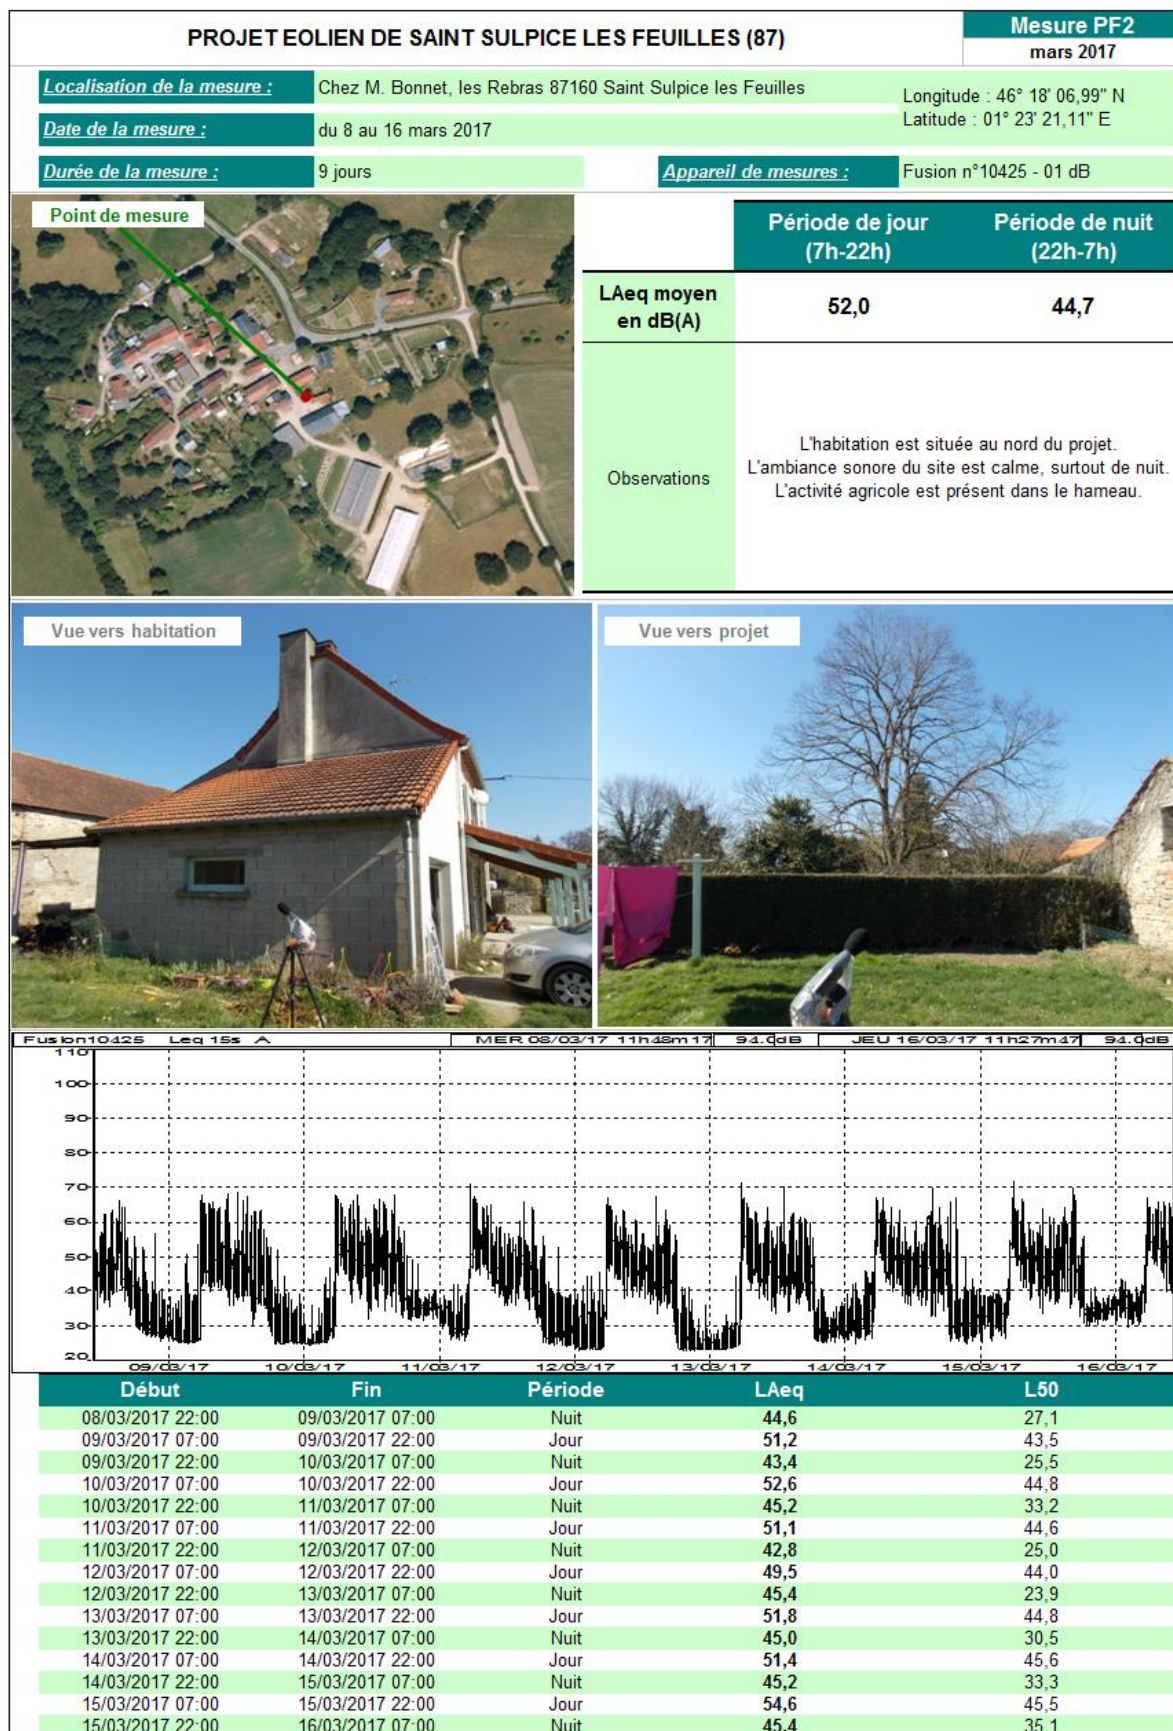 PROJET EOLIEN DE SAINT SULPICE LES FEUILLES (87)
Mesure PF2
mars 2017
Localisation de la mesure : Chez M. Bonnet, les Rebras 87160 Saint Sulpice les Feuilles
Longitude : 46° 18' 06,99" N
Latitude : 01° 23' 21,11" E
Date de la mesure : du 8 au 16 mars 2017
Durée de la mesure : 9 jours
Appareil de mesures : Fusion n°10425 - 01 dB
Point de mesure
Période de jour
(7h-22h)
Période de nuit
(22h-7h)
LAeq moyen
en dB(A)
52,0 44,7
Observations
L'habitation est située au nord du projet.
L'ambiance sonore du site est calme, surtout de nuit.
L'activité agricole est présent dans le hameau.
Vue vers habitation
Vue vers projet
Fusion10425 Leq 15s A MER 08/03/17 11h48m17 94.0dB JEU 16/03/17 11h27m47 94.0dB
110
100
90
80
70
60
50
40
30
20
09/03/17 10/03/17 11/03/17 12/03/17 13/03/17 14/03/17 15/03/17 16/03/17
Début Fin Période LAeq L50
08/03/2017 22:00 09/03/2017 07:00 Nuit 44,6 27,1
09/03/2017 07:00 09/03/2017 22:00 Jour 51,2 43,5
09/03/2017 22:00 10/03/2017 07:00 Nuit 43,4 25,5
10/03/2017 07:00 10/03/2017 22:00 Jour 52,6 44,8
10/03/2017 22:00 11/03/2017 07:00 Nuit 45,2 33,2
11/03/2017 07:00 11/03/2017 22:00 Jour 51,1 44,6
11/03/2017 22:00 12/03/2017 07:00 Nuit 42,8 25,0
12/03/2017 07:00 12/03/2017 22:00 Jour 49,5 44,0
12/03/2017 22:00 13/03/2017 07:00 Nuit 45,4 23,9
13/03/2017 07:00 13/03/2017 22:00 Jour 51,8 44,8
13/03/2017 22:00 14/03/2017 07:00 Nuit 45,0 30,5
14/03/2017 07:00 14/03/2017 22:00 Jour 51,4 45,6
14/03/2017 22:00 15/03/2017 07:00 Nuit 45,2 33,3
15/03/2017 07:00 15/03/2017 22:00 Jour 54,6 45,5
15/03/2017 22:00 16/03/2017 07:00 Nuit 45,4 35,1